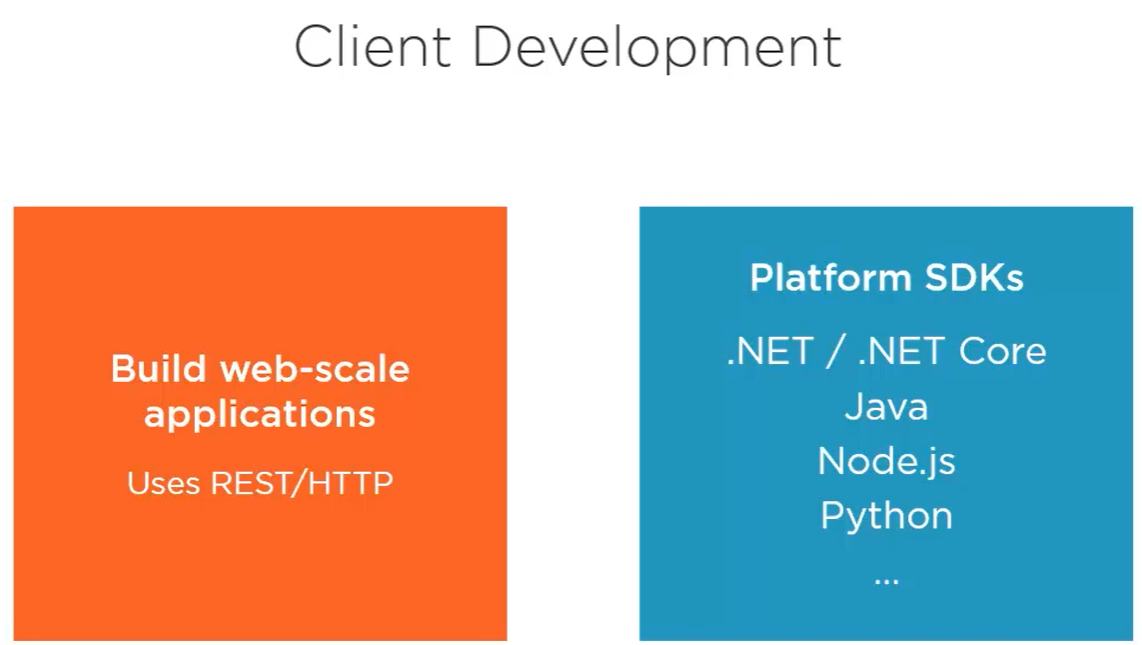 Client Development
Build web-scale
applications
Uses REST/HTTP
Platform SDKs
.NET / .NET Core
Java
Node.js
Python
...